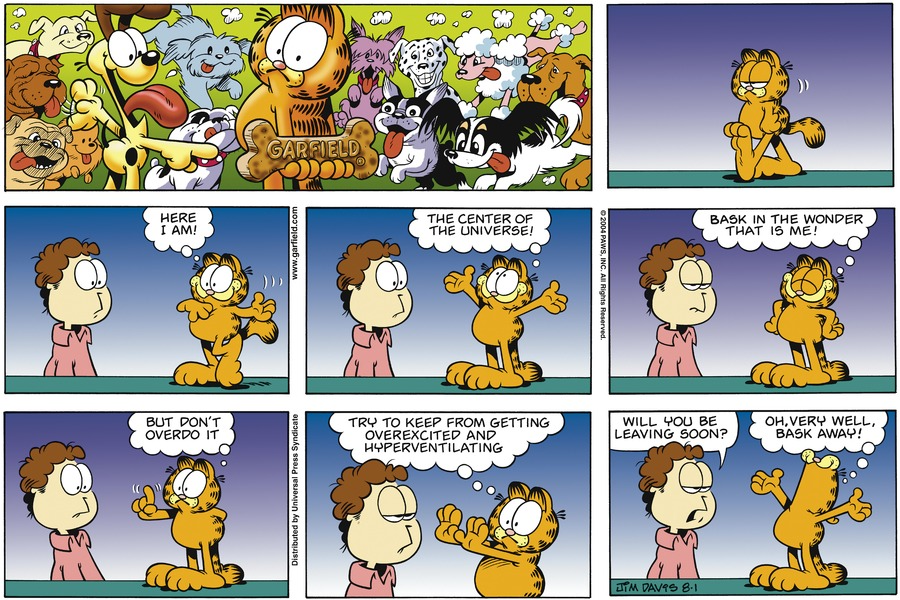 GARFIELD
©
HERE
I AM!
www.garfield.com
THE CENTER OF
THE UNIVERSE!
© 2004 PAWS, INC. All Rights Reserved.
BASK IN THE WONDER
THAT IS ME!
BUT DON'T
OVERDO IT
Distributed by Universal Press Syndicate
TRY TO KEEP FROM GETTING
OVEREXCITED AND
HYPERVENTILATING
WILL YOU BE
LEAVING SOON?
OH, VERY WELL,
BASK AWAY!
JIM DAVIS 8·1